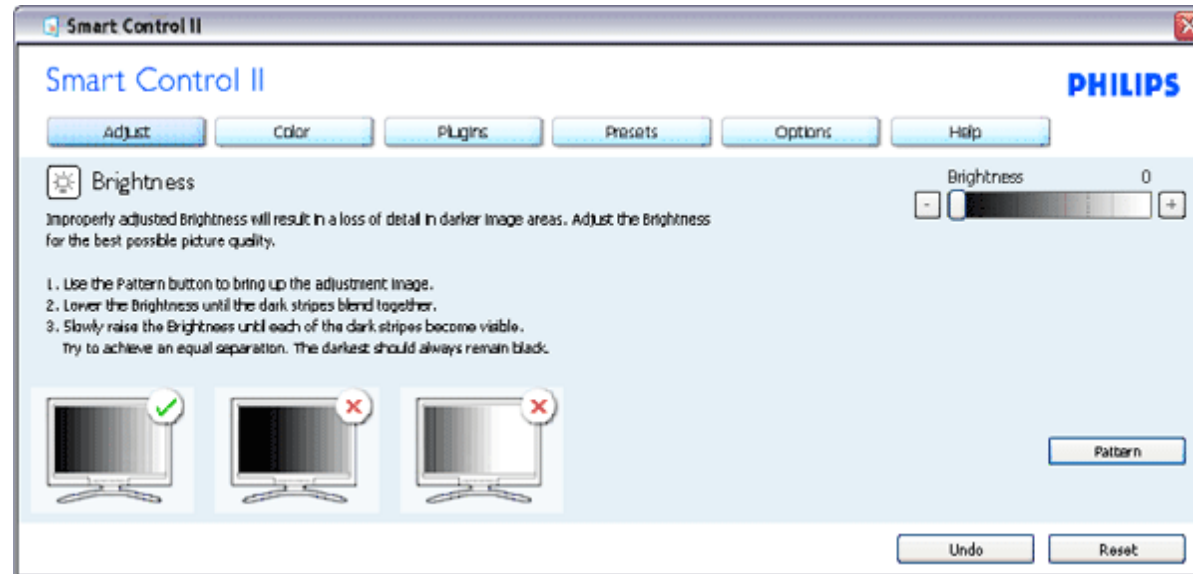 Smart Control II
Smart Control II
PHILIPS
Adjust Color Plugins Presets Options Help
Brightness
Brightness 0
- +
Improperly adjusted Brightness will result in a loss of detail in darker image areas. Adjust the Brightness
for the best possible picture quality.
1. Use the Pattern button to bring up the adjustment image.
2. Lower the Brightness until the dark stripes blend together.
3. Slowly raise the Brightness until each of the dark stripes become visible.
Try to achieve an equal separation. The darkest should always remain black.
Pattern
Undo Reset